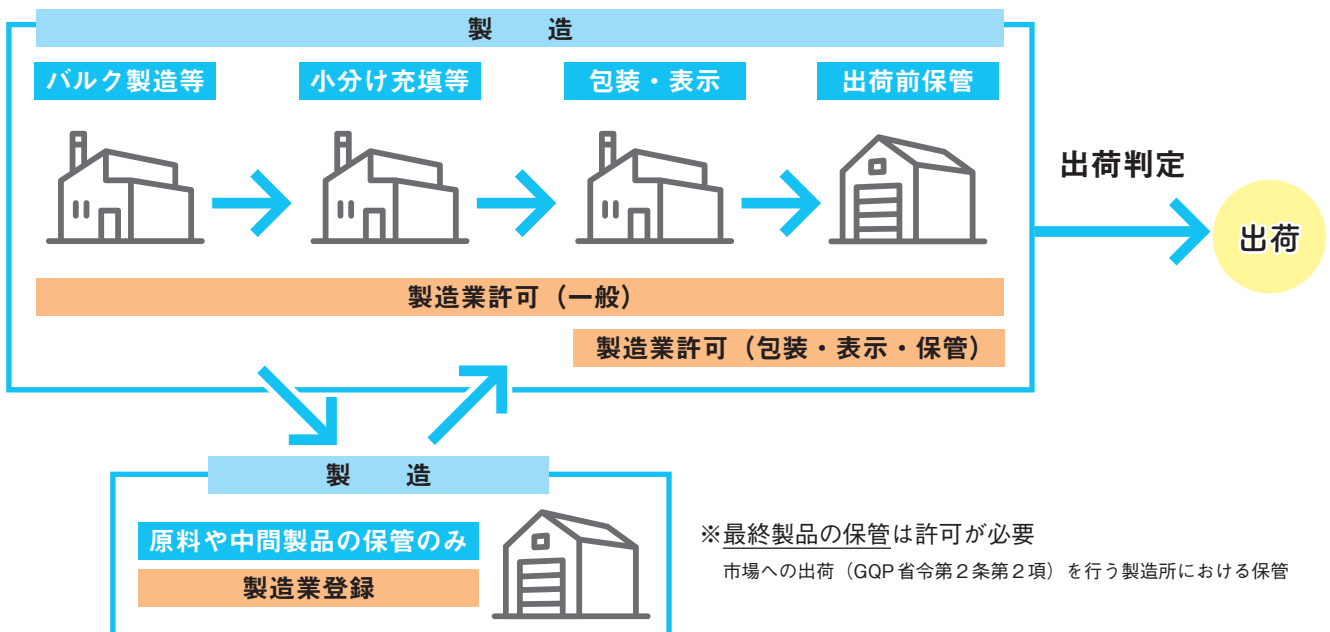 製　造
バルク製造等
小分け充填等
包装・表示
出荷前保管
出荷判定
出荷
製造業許可（一般）
製造業許可（包装・表示・保管）
製　造
原料や中間製品の保管のみ
製造業登録
※最終製品の保管は許可が必要
市場への出荷（GQP省令第２条第２項）を行う製造所における保管